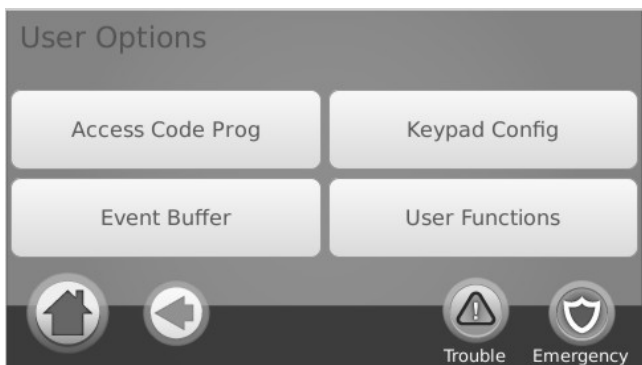 User Options
Access Code Prog Keypad Config
Event Buffer User Functions
Trouble Emergency